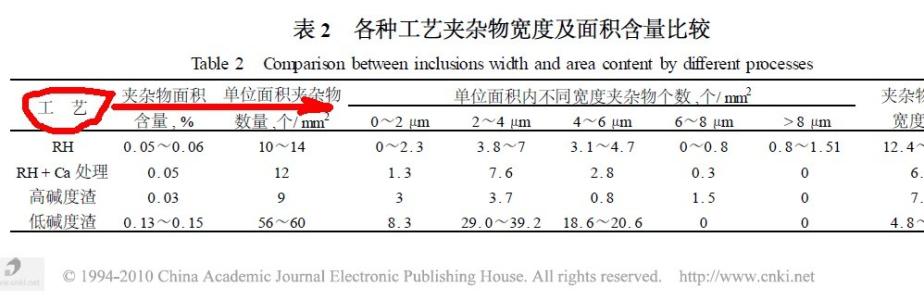 表 2 各种工艺夹杂物宽度及面积含量比较
Table 2 Comparison between inclusions width and area content by different processes
工 艺 夹杂物面积 单位面积夹杂物 单位面积内不同宽度夹杂物个数,个/mm² 夹杂物
含量,% 数量,个/mm² 0~2 μm 2~4 μm 4~6 μm 6~8 μm >8 μm 宽度
RH 0.05~0.06 10~14 0~2.3 3.8~7 3.1~4.7 0~0.8 0.8~1.51 12.4~
RH+Ca 处理 0.05 12 1.3 7.6 2.8 0.3 0 6.
高碱度渣 0.03 9 3 3.7 0.8 1.5 0 7.
低碱度渣 0.13~0.15 56~60 8.3 29.0~39.2 18.6~20.6 0 0 4.8~
© 1994-2010 China Academic Journal Electronic Publishing House. All rights reserved. http://www.cnki.net